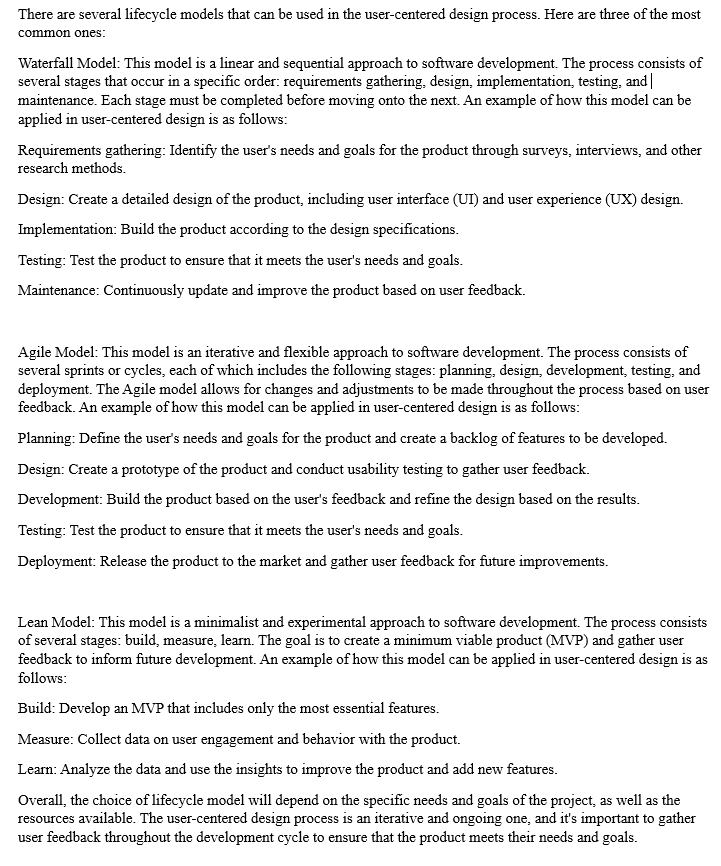 There are several lifecycle models that can be used in the user-centered design process. Here are three of the most
common ones:
Waterfall Model: This model is a linear and sequential approach to software development. The process consists of
several stages that occur in a specific order: requirements gathering, design, implementation, testing, and
maintenance. Each stage must be completed before moving onto the next. An example of how this model can be
applied in user-centered design is as follows:
Requirements gathering: Identify the user's needs and goals for the product through surveys, interviews, and other
research methods.
Design: Create a detailed design of the product, including user interface (UI) and user experience (UX) design.
Implementation: Build the product according to the design specifications.
Testing: Test the product to ensure that it meets the user's needs and goals.
Maintenance: Continuously update and improve the product based on user feedback.
Agile Model: This model is an iterative and flexible approach to software development. The process consists of
several sprints or cycles, each of which includes the following stages: planning, design, development, testing, and
deployment. The Agile model allows for changes and adjustments to be made throughout the process based on user
feedback. An example of how this model can be applied in user-centered design is as follows:
Planning: Define the user's needs and goals for the product and create a backlog of features to be developed.
Design: Create a prototype of the product and conduct usability testing to gather user feedback.
Development: Build the product based on the user's feedback and refine the design based on the results.
Testing: Test the product to ensure that it meets the user's needs and goals.
Deployment: Release the product to the market and gather user feedback for future improvements.
Lean Model: This model is a minimalist and experimental approach to software development. The process consists
of several stages: build, measure, learn. The goal is to create a minimum viable product (MVP) and gather user
feedback to inform future development. An example of how this model can be applied in user-centered design is as
follows:
Build: Develop an MVP that includes only the most essential features.
Measure: Collect data on user engagement and behavior with the product.
Learn: Analyze the data and use the insights to improve the product and add new features.
Overall, the choice of lifecycle model will depend on the specific needs and goals of the project, as well as the
resources available. The user-centered design process is an iterative and ongoing one, and it's important to gather
user feedback throughout the development cycle to ensure that the product meets their needs and goals.